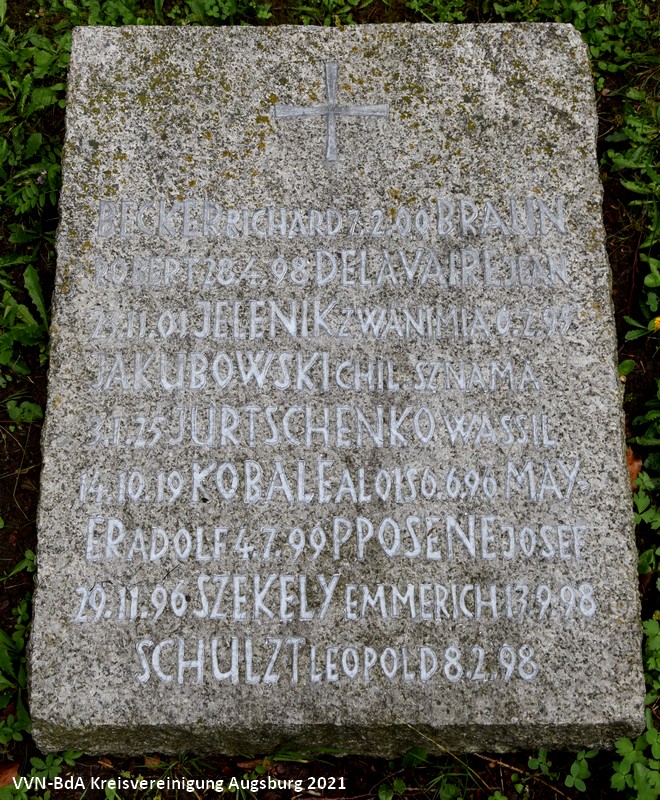 BECKER RICHARD 7.2.00 BRAUN
ROBERT 28.4.98 DELAVAIRE JEAN
23.11.01 JELENIK ZWANIMIA 6.2.99
JAKUBOWSKI CHIL. SZNAMA
3.1.25 JURTSCHENKO WASSIL
14.10.19 KOBALE ALOIS 6.6.96 MAY-
ER ADOLF 4.7.99 PPOSENE JOSEF
29.11.96 SZEKELY EMMERICH 13.9.98
SCHULZT LEOPOLD 8.2.98
VVN-BdA Kreisvereinigung Augsburg 2021